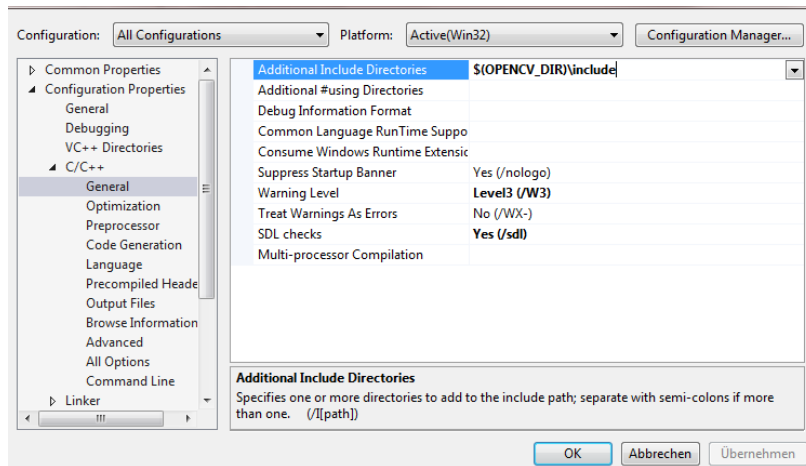 Configuration: All Configurations Platform: Active(Win32) Configuration Manager...
Common Properties
Configuration Properties
General
Debugging
VC++ Directories
C/C++
General
Optimization
Preprocessor
Code Generation
Language
Precompiled Heade
Output Files
Browse Information
Advanced
All Options
Command Line
Linker
Additional Include Directories $(OPENCV_DIR)\include
Additional #using Directories
Debug Information Format
Common Language RunTime Suppo
Consume Windows Runtime Extensic
Suppress Startup Banner Yes (/nologo)
Warning Level Level3 (/W3)
Treat Warnings As Errors No (/WX-)
SDL checks Yes (/sdl)
Multi-processor Compilation
Additional Include Directories
Specifies one or more directories to add to the include path; separate with semi-colons if more
than one. (/I[path])
OK Abbrechen Übernehmen